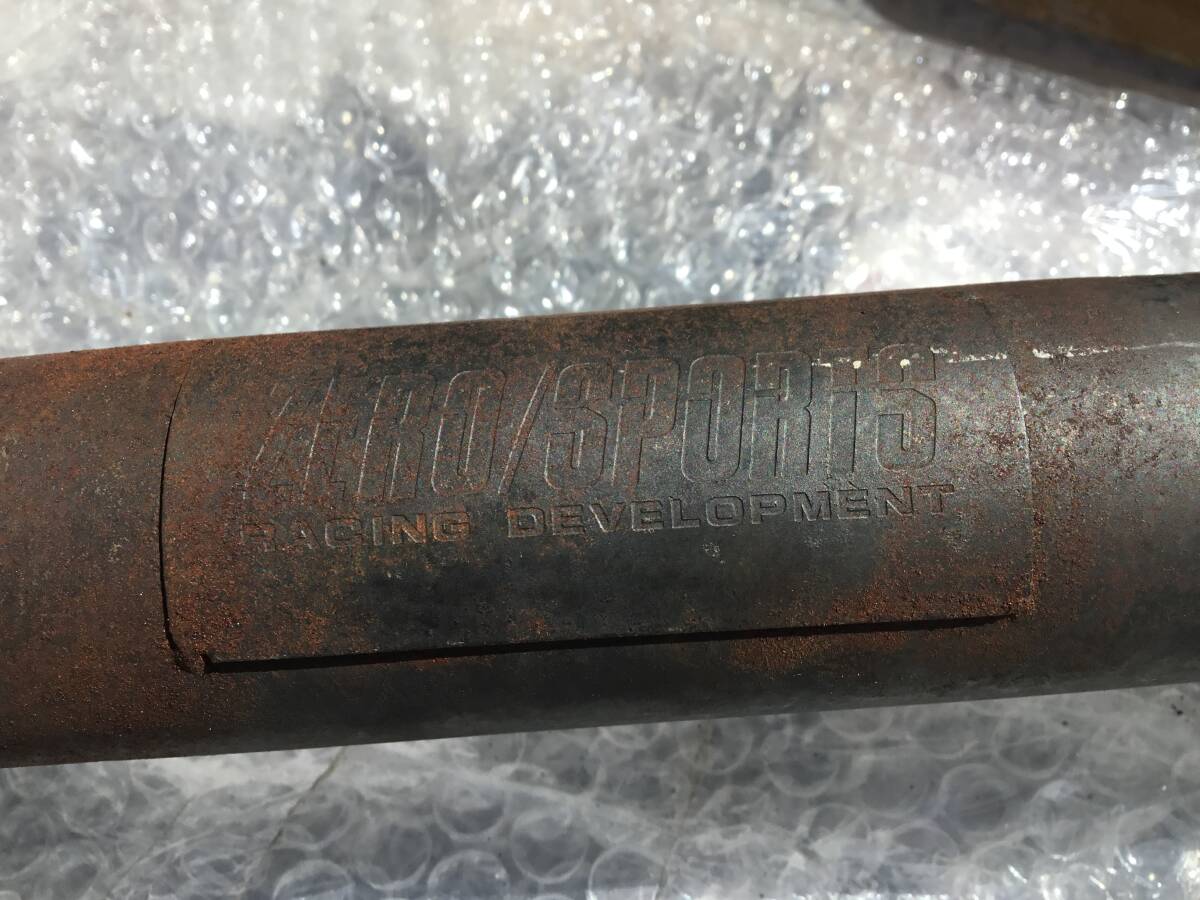 ZERO/SPORTS
RACING DEVELOPMENT